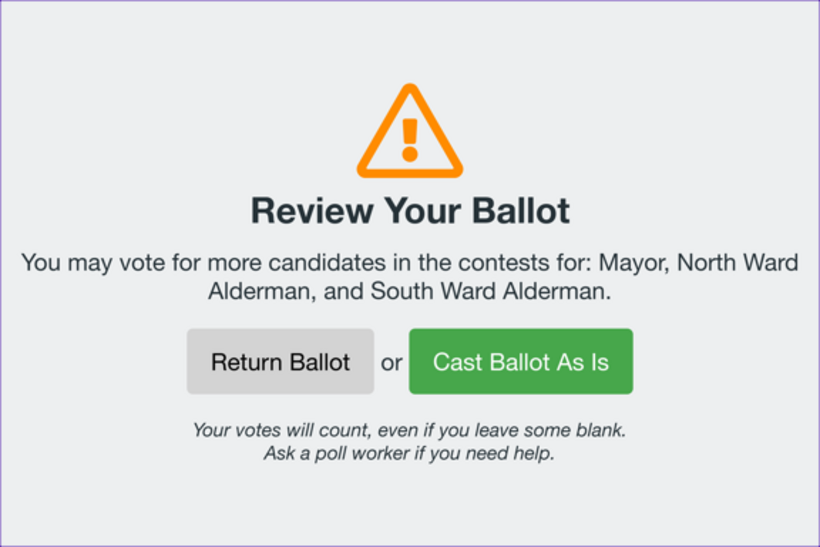 Review Your Ballot
You may vote for more candidates in the contests for: Mayor, North Ward
Alderman, and South Ward Alderman.
Return Ballot or Cast Ballot As Is
Your votes will count, even if you leave some blank.
Ask a poll worker if you need help.